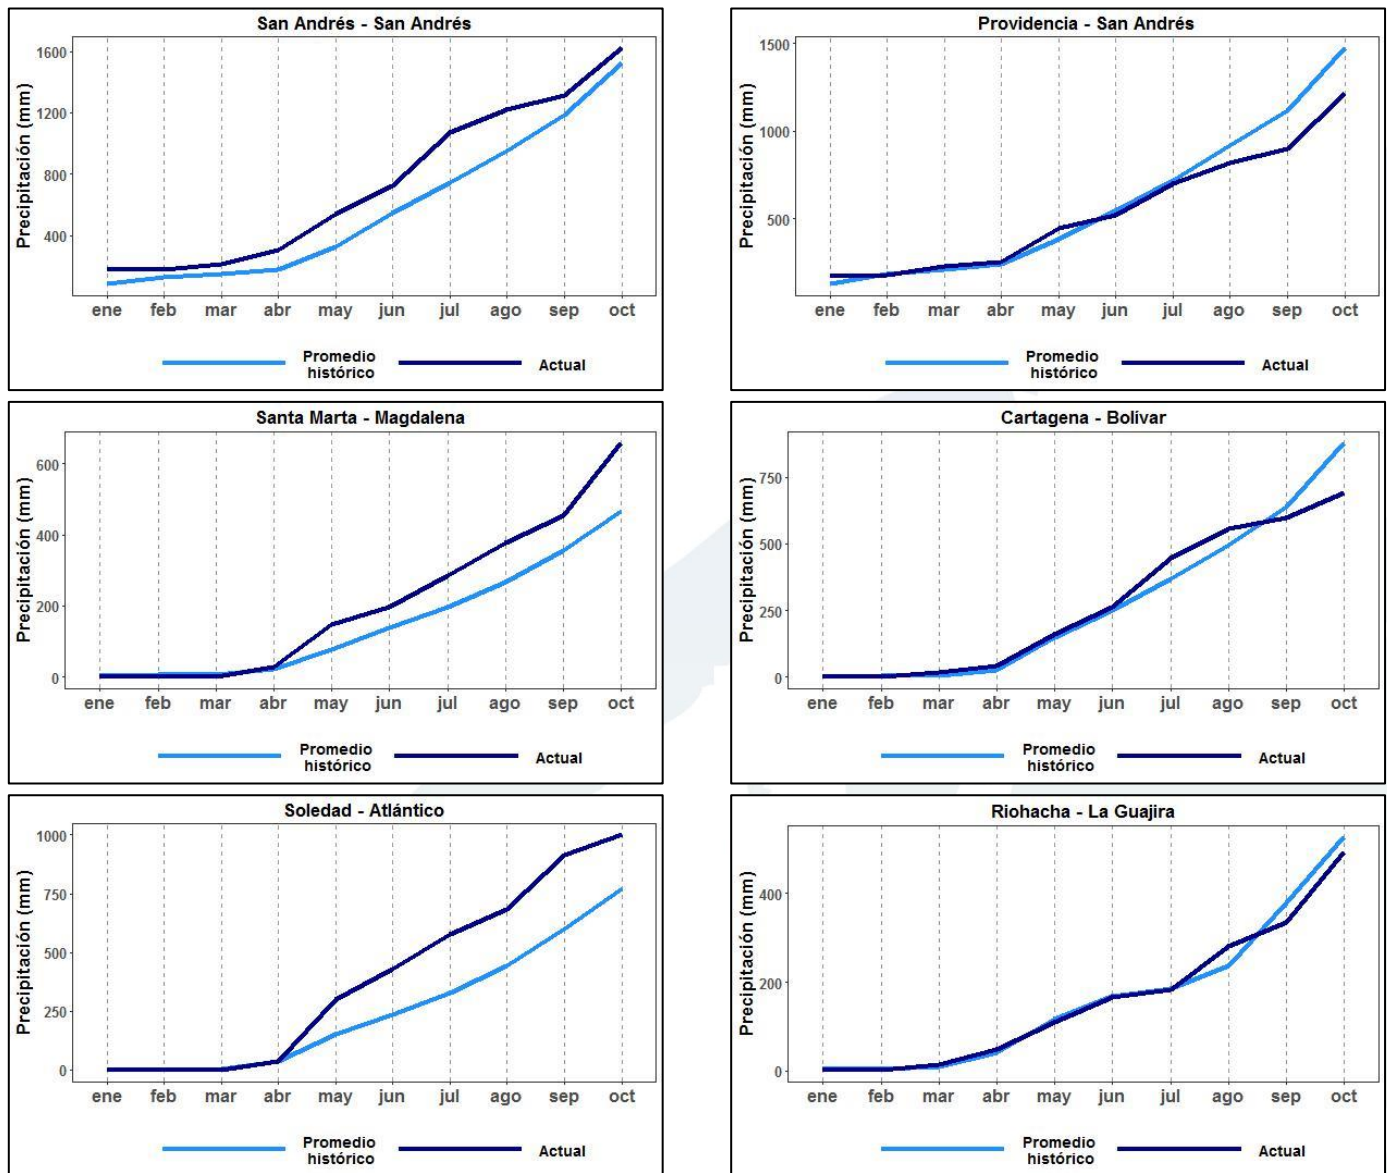 San Andrés - San Andrés
Precipitación (mm)
1600
1200
800
400
ene feb mar abr may jun jul ago sep oct
Promedio
histórico
Actual
Providencia - San Andrés
Precipitación (mm)
1500
1000
500
ene feb mar abr may jun jul ago sep oct
Promedio
histórico
Actual
Santa Marta - Magdalena
Precipitación (mm)
600
400
200
0
ene feb mar abr may jun jul ago sep oct
Promedio
histórico
Actual
Cartagena - Bolívar
Precipitación (mm)
750
500
250
0
ene feb mar abr may jun jul ago sep oct
Promedio
histórico
Actual
Soledad - Atlántico
Precipitación (mm)
1000
750
500
250
0
ene feb mar abr may jun jul ago sep oct
Promedio
histórico
Actual
Riohacha - La Guajira
Precipitación (mm)
400
200
0
ene feb mar abr may jun jul ago sep oct
Promedio
histórico
Actual